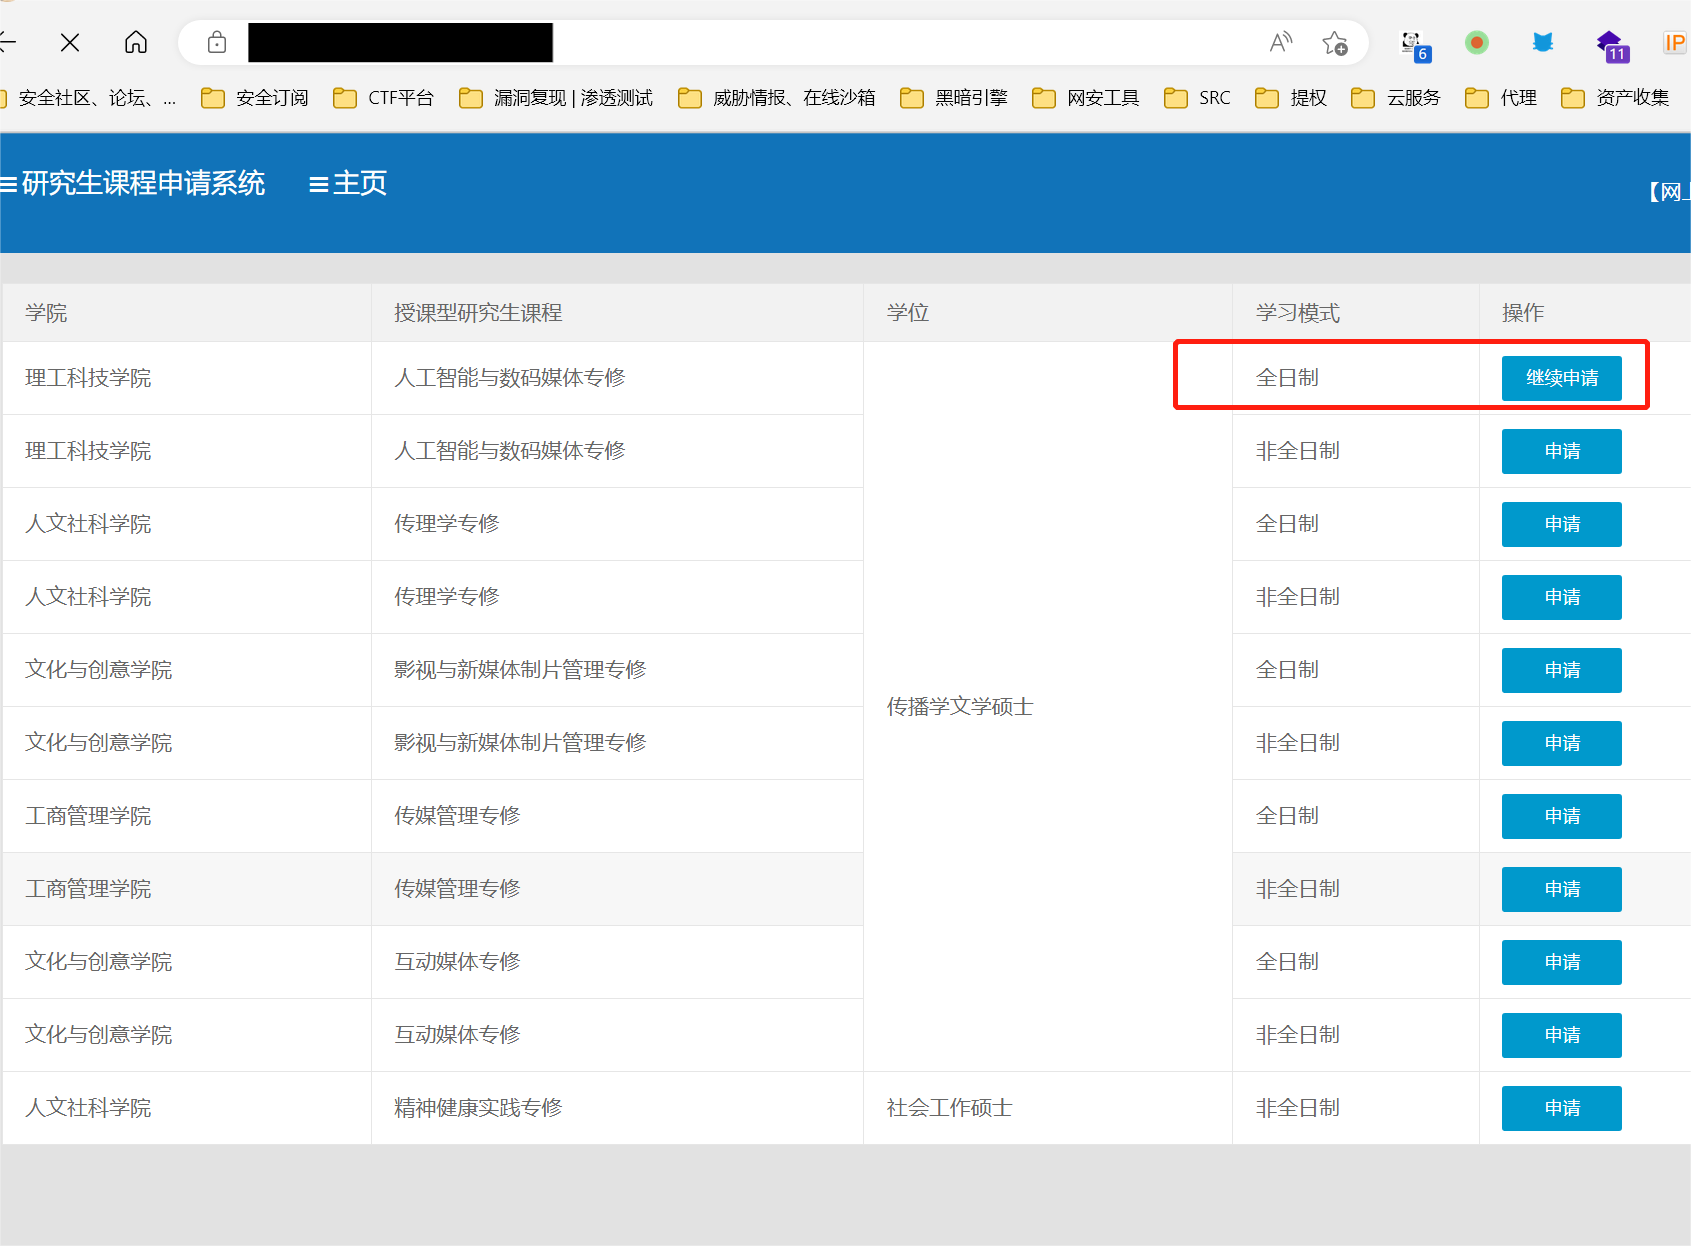 6
11
IP
安全社区、论坛、...
安全订阅
CTF平台
漏洞复现 | 渗透测试
威胁情报、在线沙箱
黑暗引擎
网安工具
SRC
提权
云服务
代理
资产收集
研究生课程申请系统
主页
【网上
学院 授课型研究生课程 学位 学习模式 操作
理工科技学院 人工智能与数码媒体专修 全日制 继续申请
理工科技学院 人工智能与数码媒体专修 非全日制 申请
人文社科学院 传理学专修 全日制 申请
人文社科学院 传理学专修 非全日制 申请
文化与创意学院 影视与新媒体制片管理专修 全日制 申请
传播学文学硕士
文化与创意学院 影视与新媒体制片管理专修 非全日制 申请
工商管理学院 传媒管理专修 全日制 申请
工商管理学院 传媒管理专修 非全日制 申请
文化与创意学院 互动媒体专修 全日制 申请
文化与创意学院 互动媒体专修 非全日制 申请
人文社科学院 精神健康实践专修 社会工作硕士 非全日制 申请